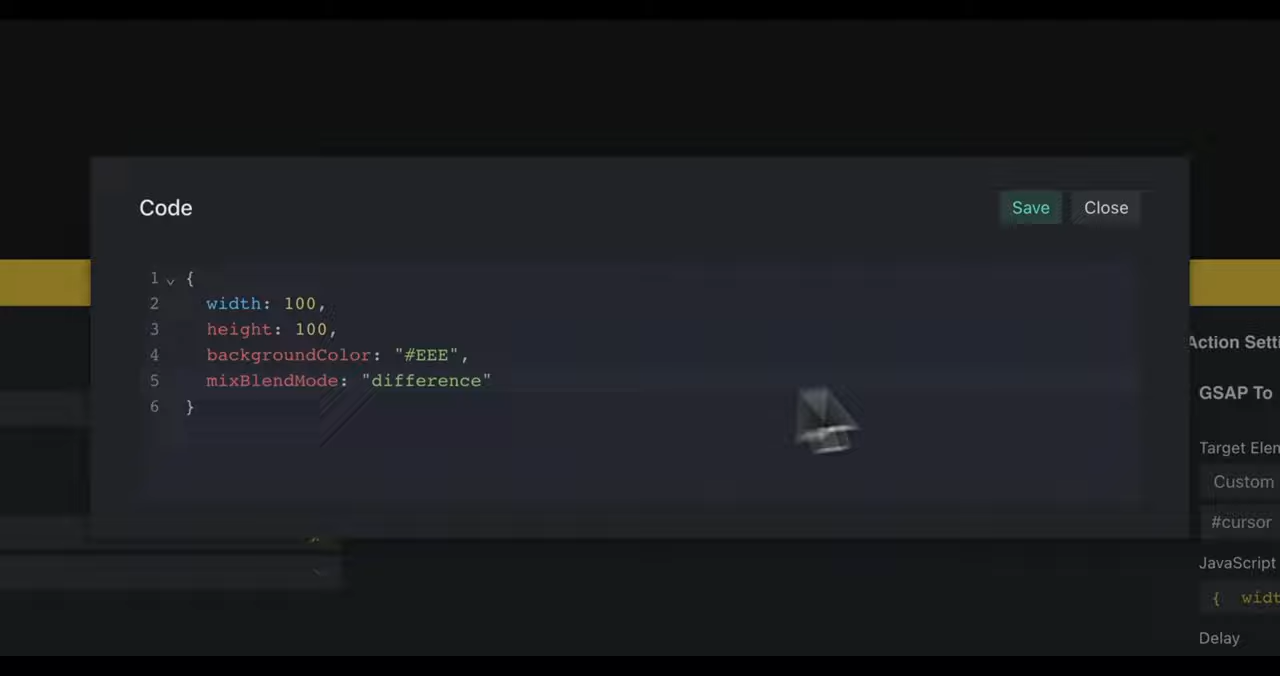 Code
Save Close
1 {
2 width: 100,
3 height: 100,
4 backgroundColor: "#EEE",
5 mixBlendMode: "difference"
6 }
Action Setti
GSAP To
Target Elem
Custom
#cursor
JavaScript
{ widt
Delay